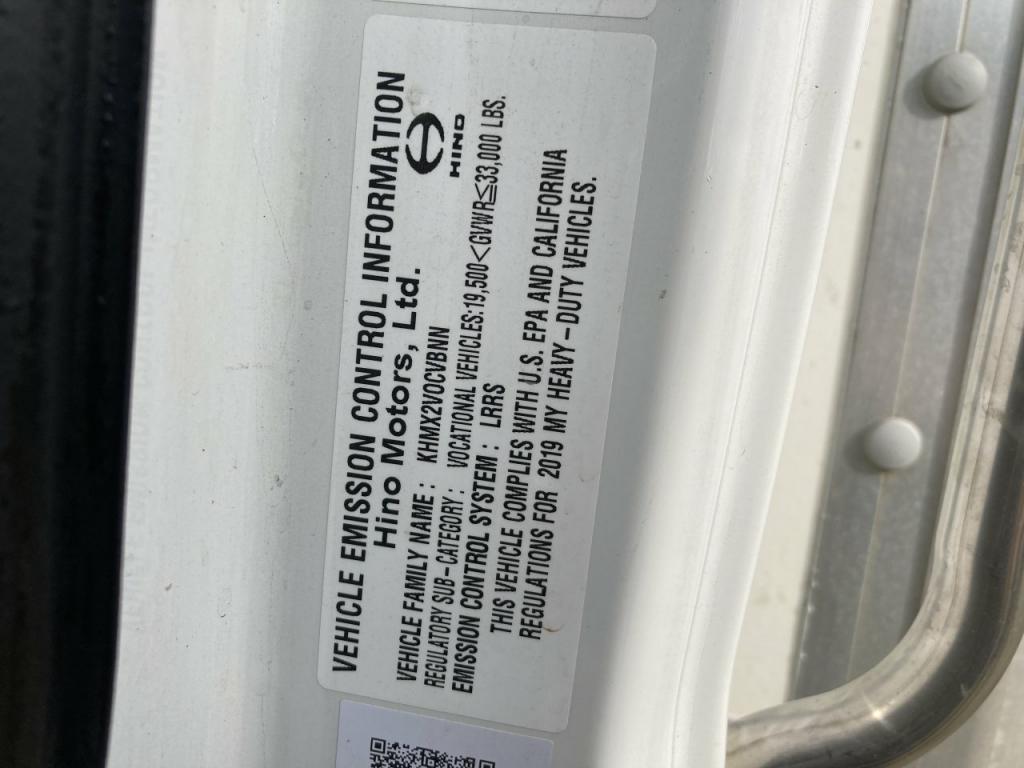 VEHICLE EMISSION CONTROL INFORMATION
Hino Motors, Ltd.
HINO
VEHICLE FAMILY NAME : KHMX2VOCVBNN
REGULATORY SUB-CATEGORY : VOCATIONAL VEHICLES:19,500<GVWR≦33,000 LBS.
EMISSION CONTROL SYSTEM : LRRS
THIS VEHICLE COMPLIES WITH U.S. EPA AND CALIFORNIA
REGULATIONS FOR 2019 MY HEAVY-DUTY VEHICLES.